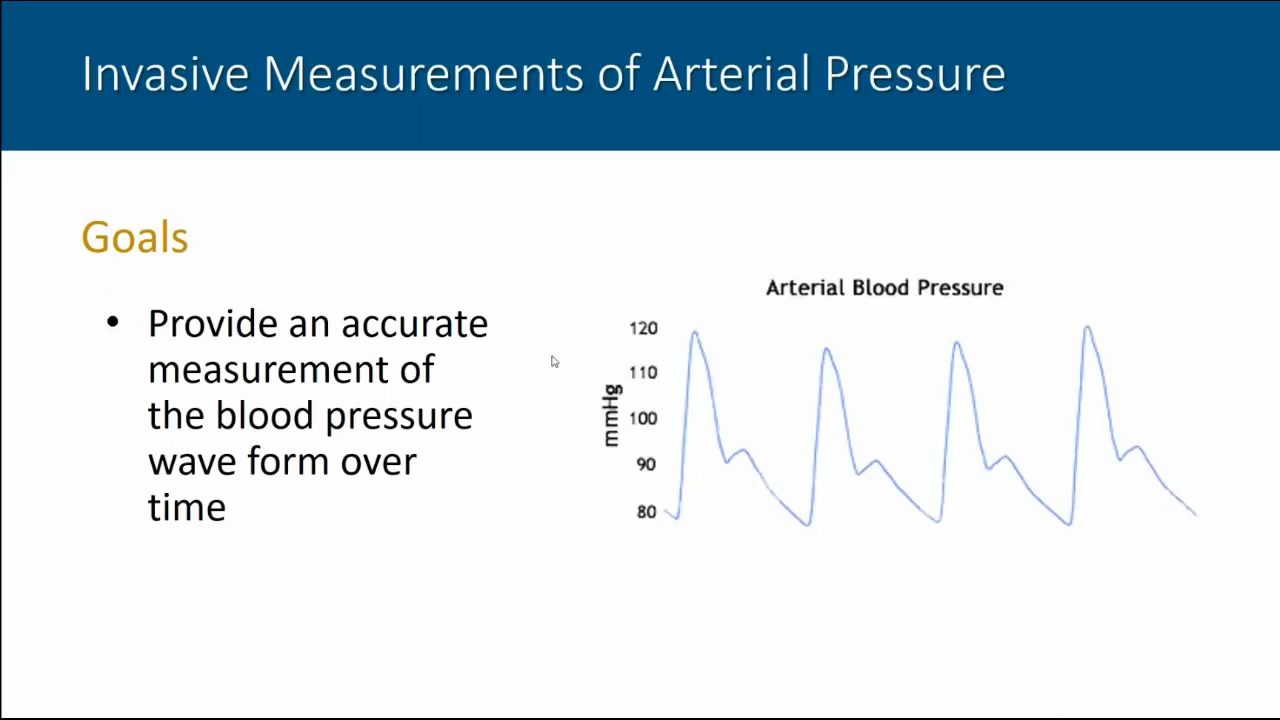 Invasive Measurements of Arterial Pressure
Goals
• Provide an accurate
measurement of
the blood pressure
wave form over
time
Arterial Blood Pressure
mmHg
120
110
100
90
80